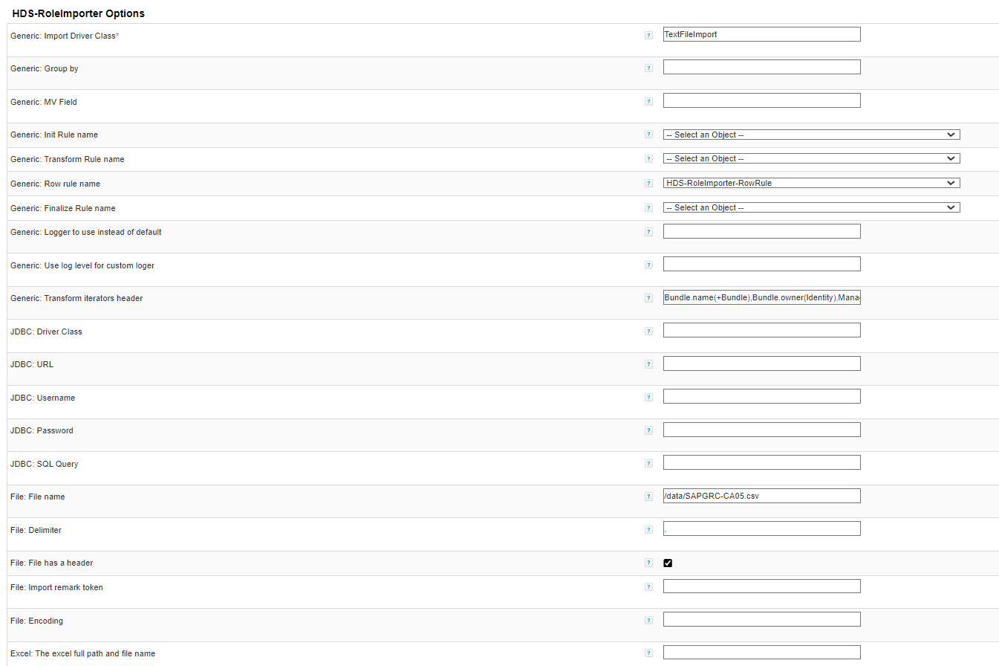 HDS-RoleImporter Options
Generic: Import Driver Class* ? TextFileImport
Generic: Group by ?
Generic: MV Field ?
Generic: Init Rule name ? -- Select an Object --
Generic: Transform Rule name ? -- Select an Object --
Generic: Row rule name ? HDS-RoleImporter-RowRule
Generic: Finalize Rule name ? -- Select an Object --
Generic: Logger to use instead of default ?
Generic: Use log level for custom loger ?
Generic: Transform iterators header ? Bundle.name(+Bundle),Bundle.owner(Identity),Manag
JDBC: Driver Class ?
JDBC: URL ?
JDBC: Username ?
JDBC: Password ?
JDBC: SQL Query ?
File: File name ? /data/SAPGRC-CA05.csv
File: Delimiter ? ,
File: File has a header ?
File: Import remark token ?
File: Encoding ?
Excel: The excel full path and file name ?